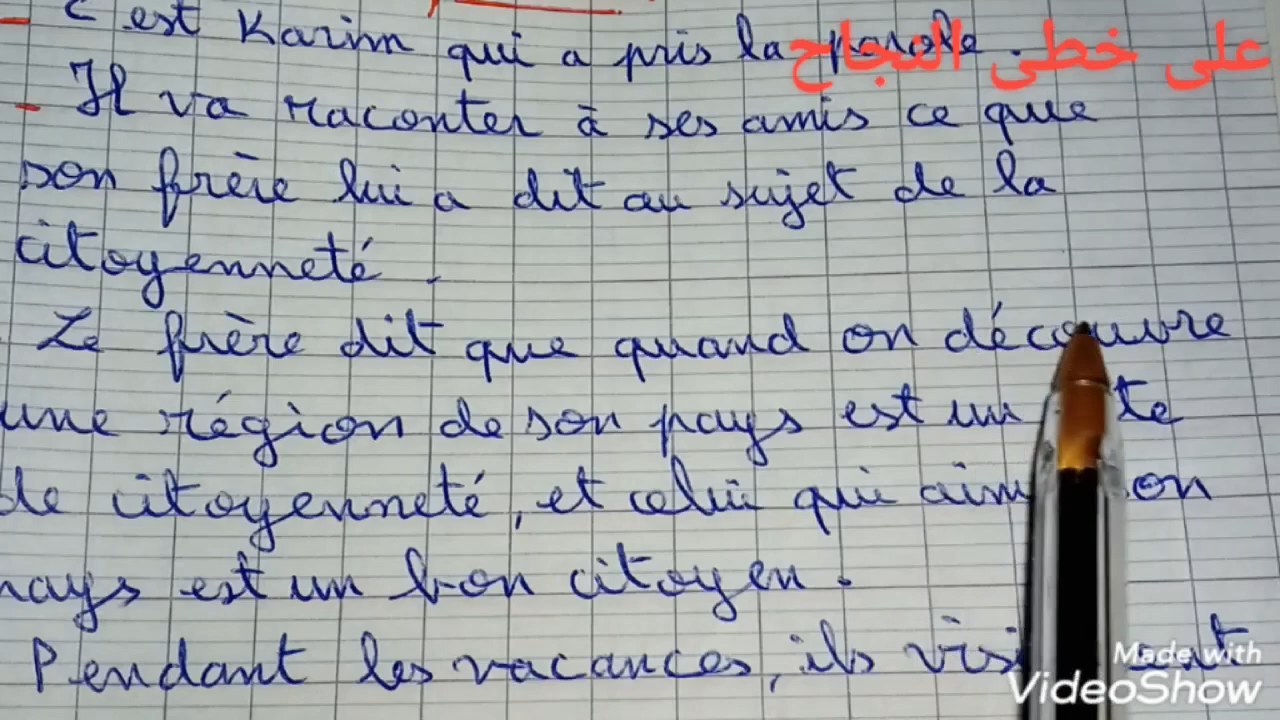 - C'est Karim qui a pris la parole.
على خطى النجاح
- Il va raconter à ses amis ce que
son frère lui a dit au sujet de la
citoyenneté.
Le frère dit que quand on découvre
une région de son pays est un
de citoyenneté, et celui qui
pays est un bon citoyen.
Pendant les vacances, ils
Made with
VideoShow